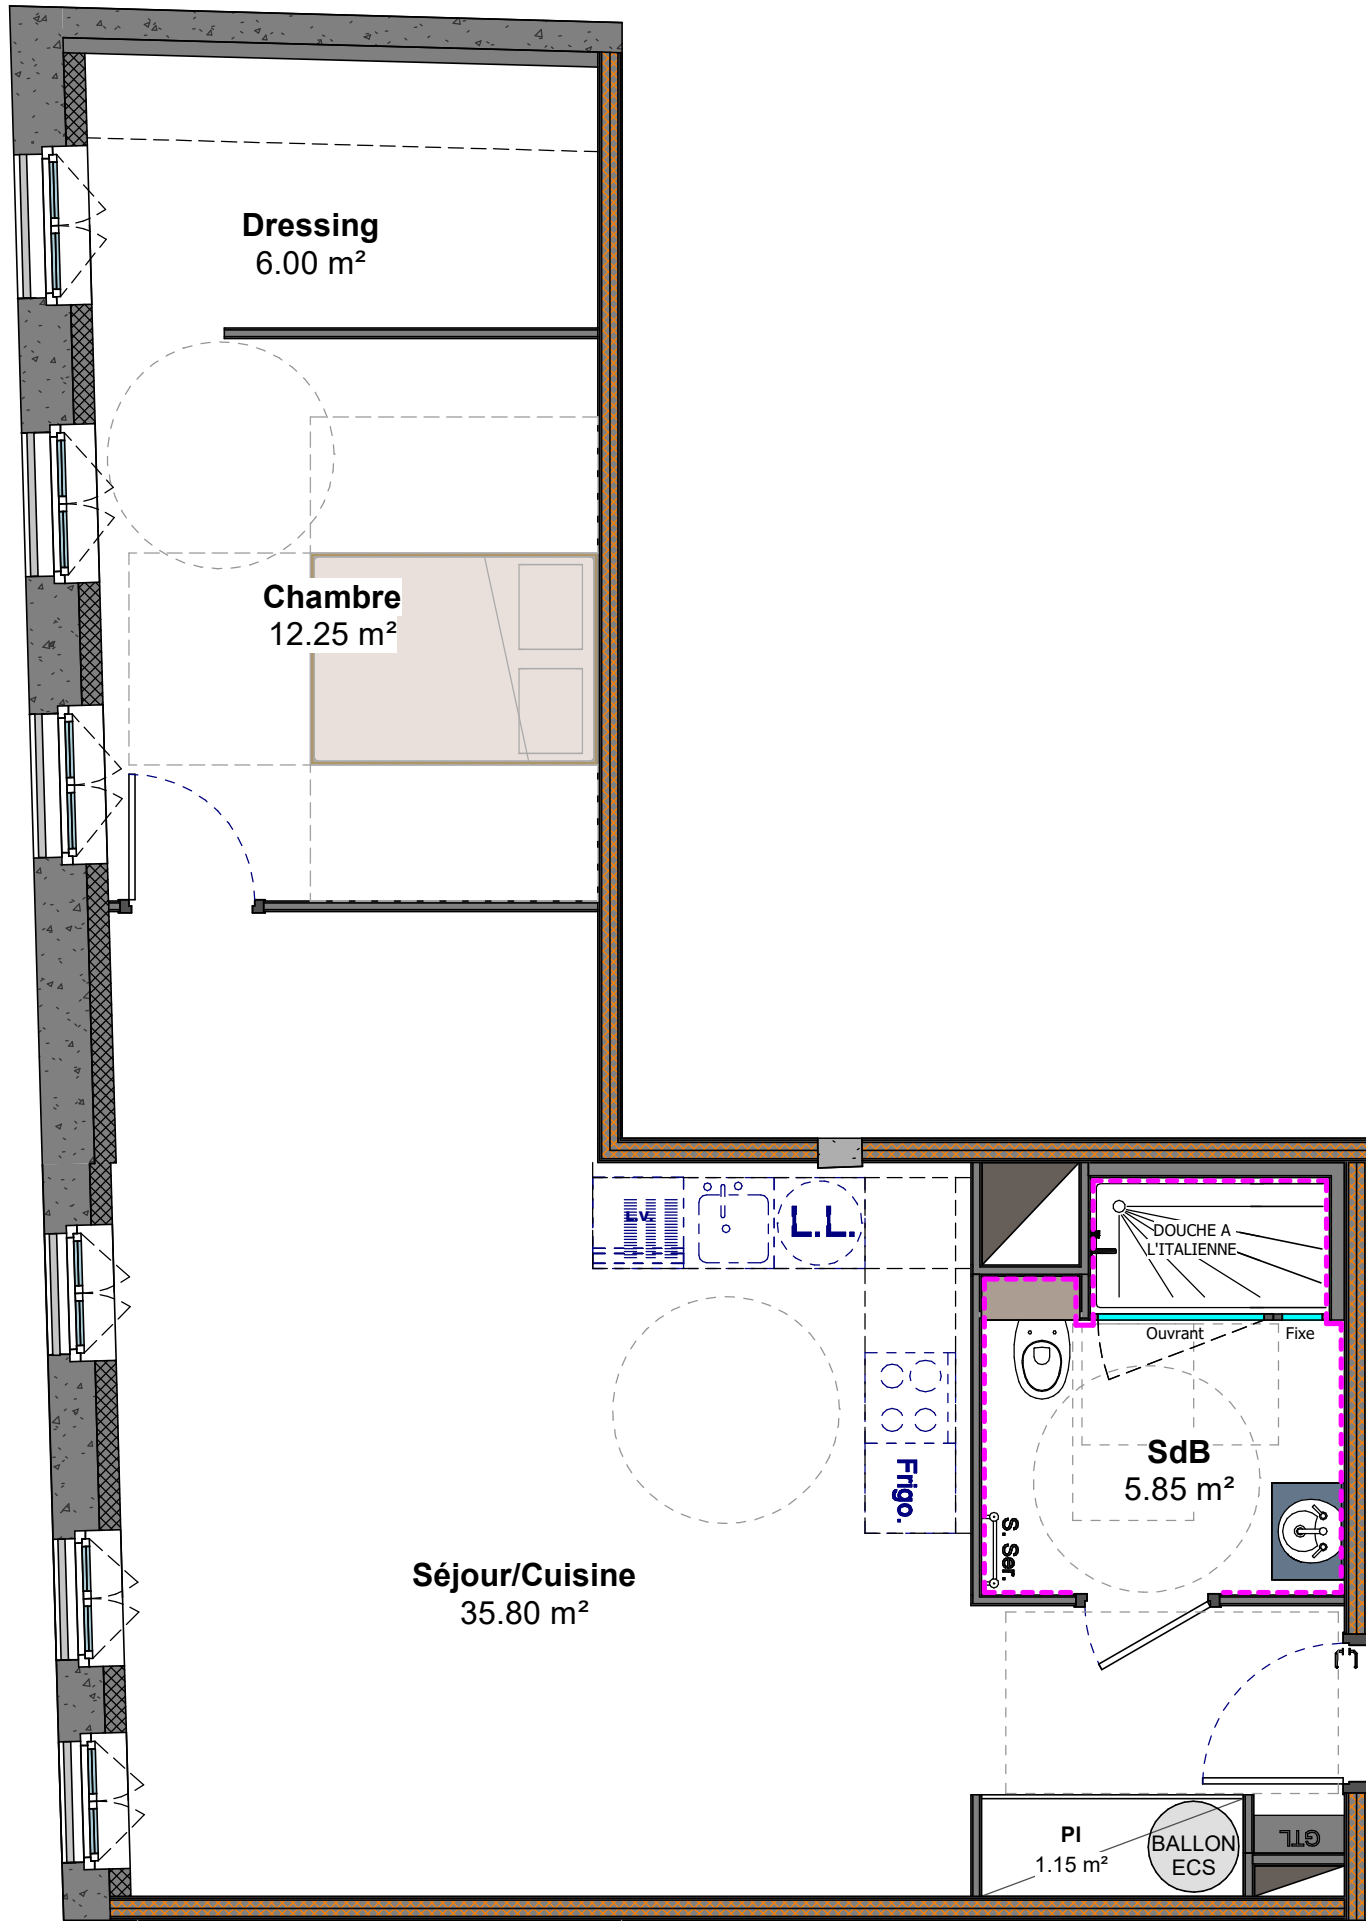 Dressing
6.00 m²
Chambre
12.25 m²
L.v.
L.L.
DOUCHE A
L'ITALIENNE
Ouvrant
Fixe
Frigo.
SdB
5.85 m²
S. Ser.
Séjour/Cuisine
35.80 m²
Pl
1.15 m²
BALLON
ECS
GTL